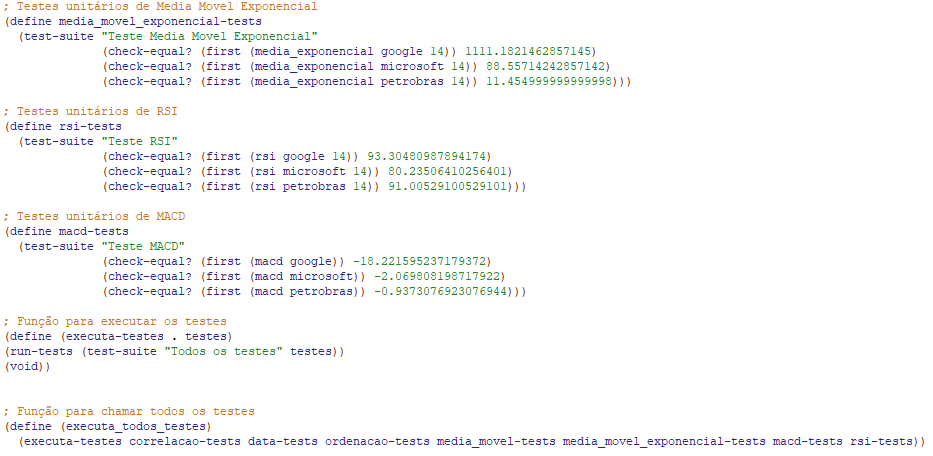 ; Testes unitários de Media Movel Exponencial
(define media_movel_exponencial-tests
(test-suite "Teste Media Movel Exponencial"
(check-equal? (first (media_exponencial google 14)) 1111.1821462857145)
(check-equal? (first (media_exponencial microsoft 14)) 88.55714242857142)
(check-equal? (first (media_exponencial petrobras 14)) 11.454999999999998)))
; Testes unitários de RSI
(define rsi-tests
(test-suite "Teste RSI"
(check-equal? (first (rsi google 14)) 93.30480987894174)
(check-equal? (first (rsi microsoft 14)) 80.23506410256401)
(check-equal? (first (rsi petrobras 14)) 91.00529100529101)))
; Testes unitários de MACD
(define macd-tests
(test-suite "Teste MACD"
(check-equal? (first (macd google)) -18.221595237179372)
(check-equal? (first (macd microsoft)) -2.069808198717922)
(check-equal? (first (macd petrobras)) -0.9373076923076944)))
; Função para executar os testes
(define (executa-testes . testes)
(run-tests (test-suite "Todos os testes" testes))
(void))
; Função para chamar todos os testes
(define (executa_todos_testes)
(executa-testes correlacao-tests data-tests ordenacao-tests media_movel-tests media_movel_exponencial-tests macd-tests rsi-tests))